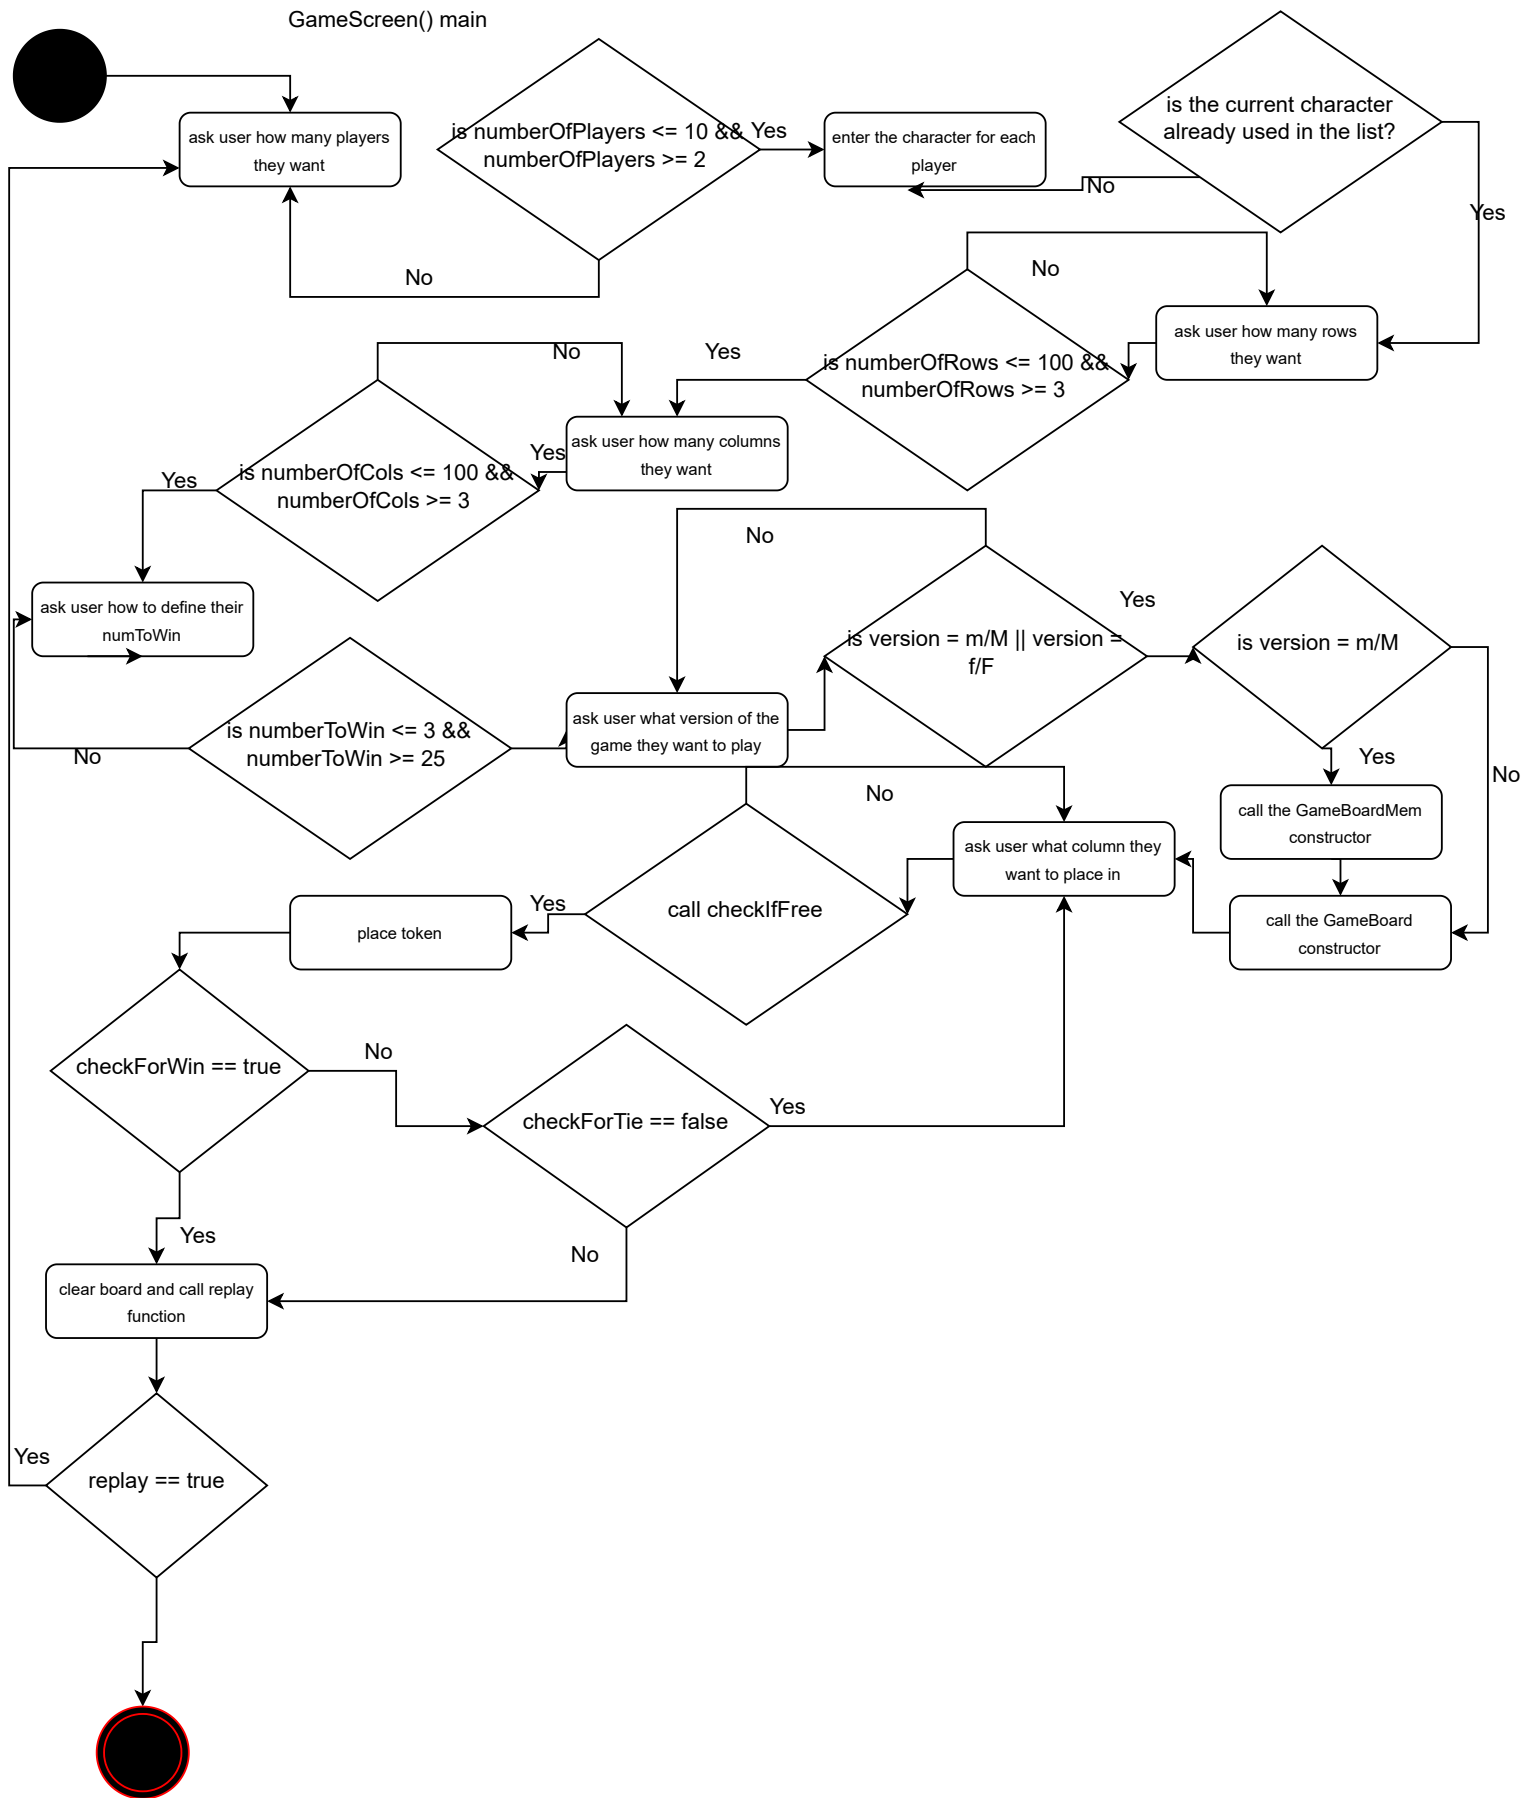 GameScreen() main
ask user how many players
they want
is numberOfPlayers <= 10 &&
numberOfPlayers >= 2
Yes
No
enter the character for each
player
is the current character
already used in the list?
No
Yes
ask user how many rows
they want
No
is numberOfRows <= 100 &&
numberOfRows >= 3
Yes
ask user how many columns
they want
No
Yes
is numberOfCols <= 100 &&
numberOfCols >= 3
Yes
ask user how to define their
numToWin
is numberToWin <= 3 &&
numberToWin >= 25
No
ask user what version of the
game they want to play
No
is version = m/M || version =
f/F
Yes
is version = m/M
Yes
No
call the GameBoardMem
constructor
call the GameBoard
constructor
ask user what column they
want to place in
No
call checkIfFree
Yes
place token
checkForWin == true
No
checkForTie == false
Yes
No
Yes
clear board and call replay
function
replay == true
Yes